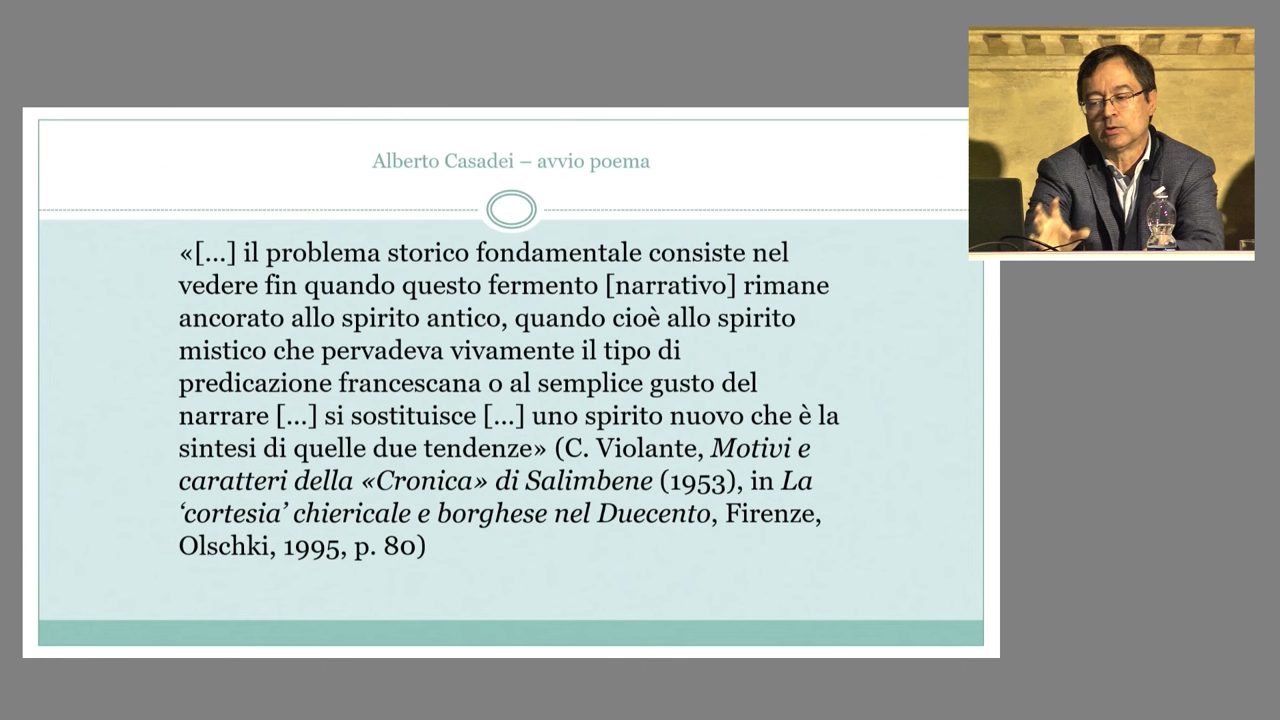 Alberto Casadei – avvio poema
«[…] il problema storico fondamentale consiste nel
vedere fin quando questo fermento [narrativo] rimane
ancorato allo spirito antico, quando cioè allo spirito
mistico che pervadeva vivamente il tipo di
predicazione francescana o al semplice gusto del
narrare […] si sostituisce […] uno spirito nuovo che è la
sintesi di quelle due tendenze» (C. Violante, Motivi e
caratteri della «Cronica» di Salimbene (1953), in La
‘cortesia’ chiericale e borghese nel Duecento, Firenze,
Olschki, 1995, p. 80)